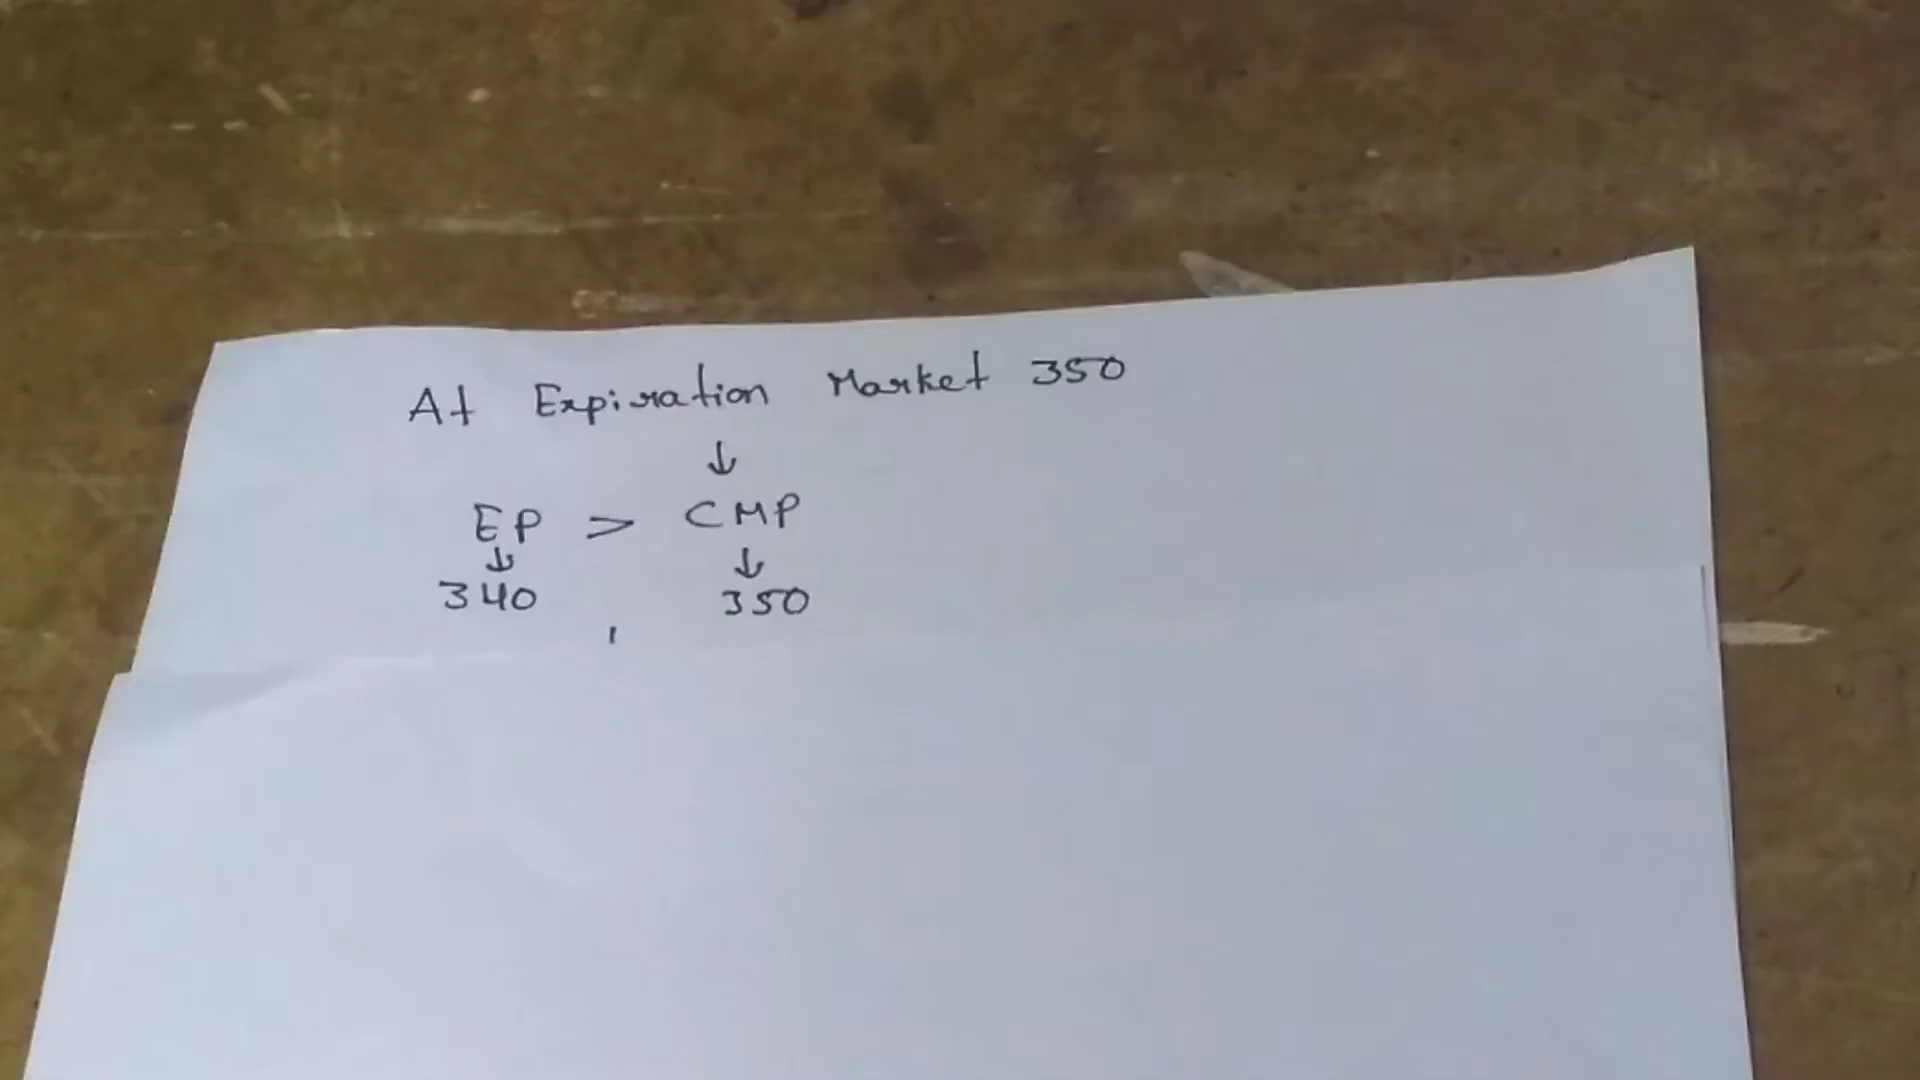 At Expiration Market 350
↓
EP > CMP
↓ ↓
340 350